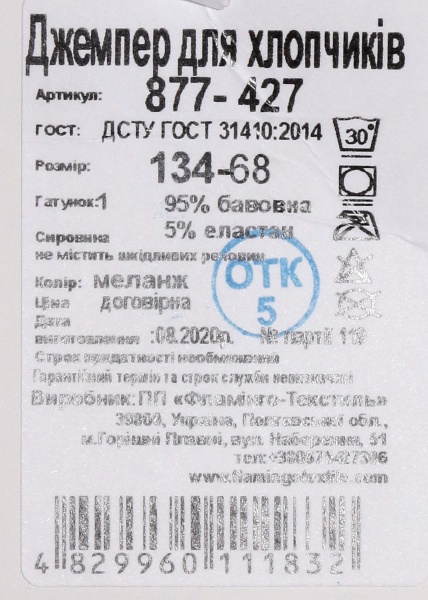 Джемпер для хлопчиків
Артикул: 877-427
ГОСТ: ДСТУ ГОСТ 31410:2014
30°
Розмір: 134-68
Гатунок:1 95% бавовна
Сировина 5% еластан
не містить шкідливих речовин
Колір: меланж
Ціна договірна
Дата
виготовлення :08.2020р. № партії 119
ОТК
5
Строк придатності необмежений
Гарантійний термін та строк служби невизначені
Виробник:ПП «Фламінго-Текстиль»
39800, Україна, Полтавської обл.,
м.Горішні Плавні, вул. Набережна, 51
www.flamingotextile.com
4 829960 111832